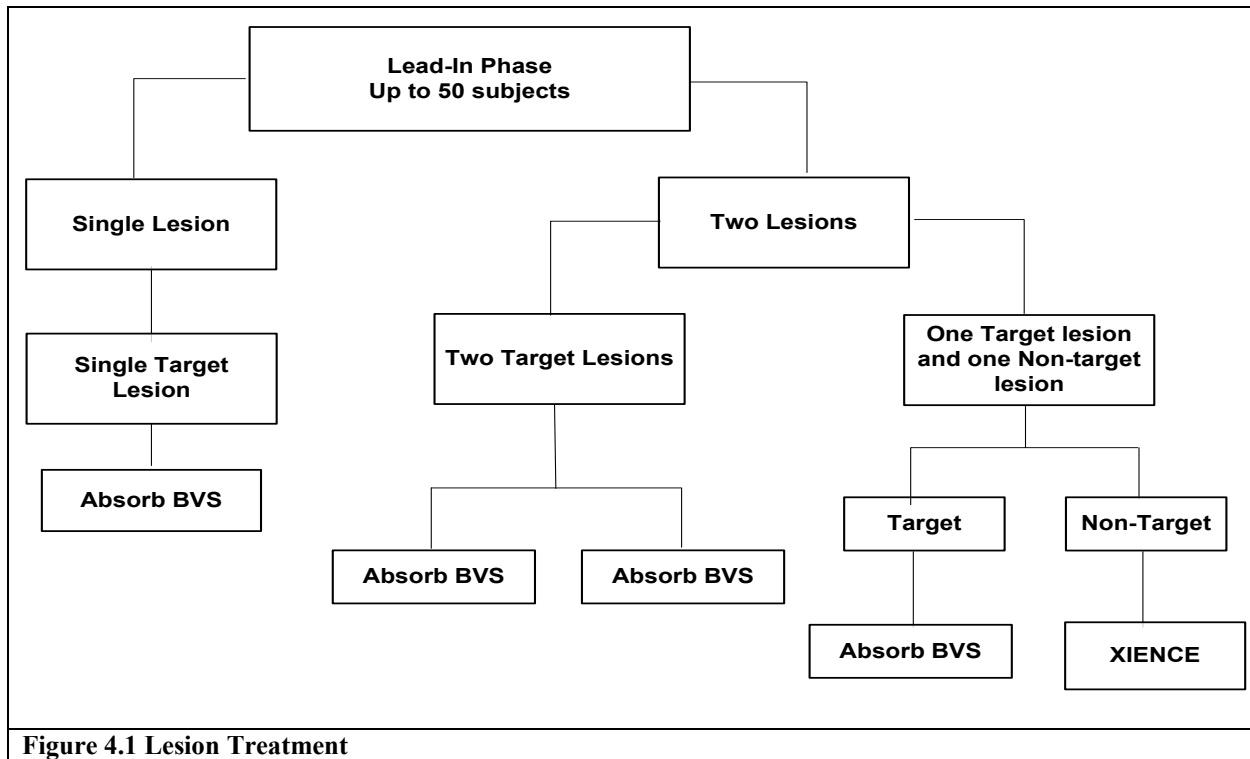 Lead-In Phase
Up to 50 subjects
Single Lesion
Two Lesions
Single Target
Lesion
Two Target Lesions
One Target lesion
and one Non-target
lesion
Absorb BVS
Target
Non-Target
Absorb BVS
Absorb BVS
Absorb BVS
XIENCE
Figure 4.1 Lesion Treatment